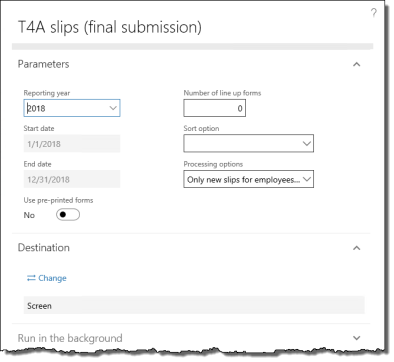 ?
T4A slips (final submission)
Parameters
Reporting year
2018
Number of line up forms
0
Start date
1/1/2018
Sort option
End date
12/31/2018
Processing options
Only new slips for employees...
Use pre-printed forms
No
Destination
Change
Screen
Run in the background